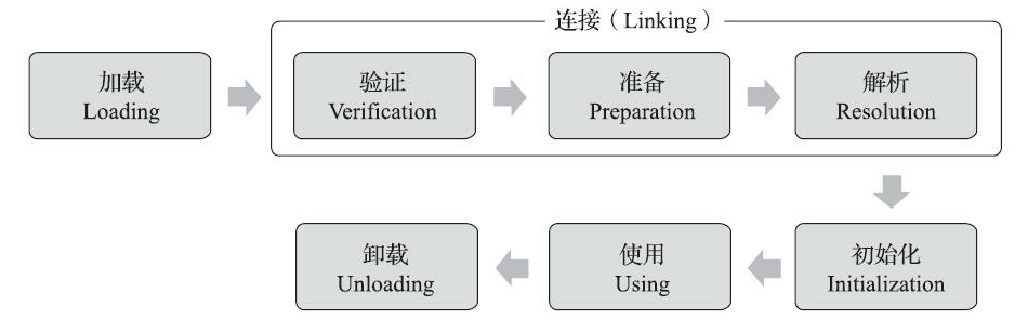 连接（Linking）
加载
Loading
验证
Verification
准备
Preparation
解析
Resolution
初始化
Initialization
使用
Using
卸载
Unloading